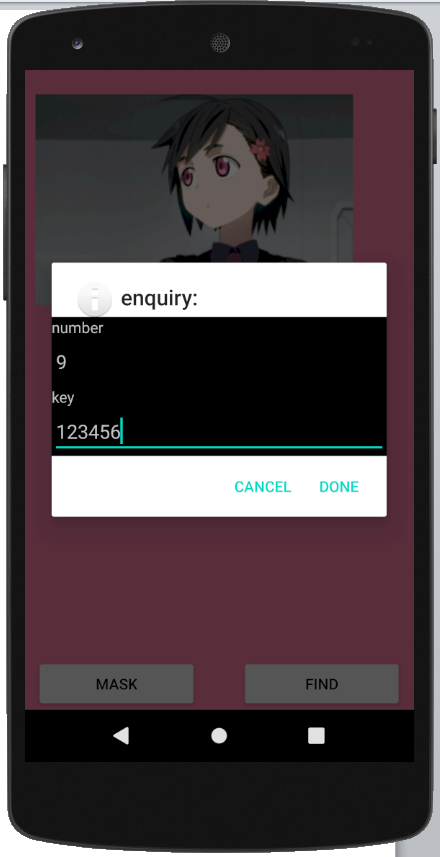 enquiry:
number
9
key
123456
CANCEL DONE
MASK FIND